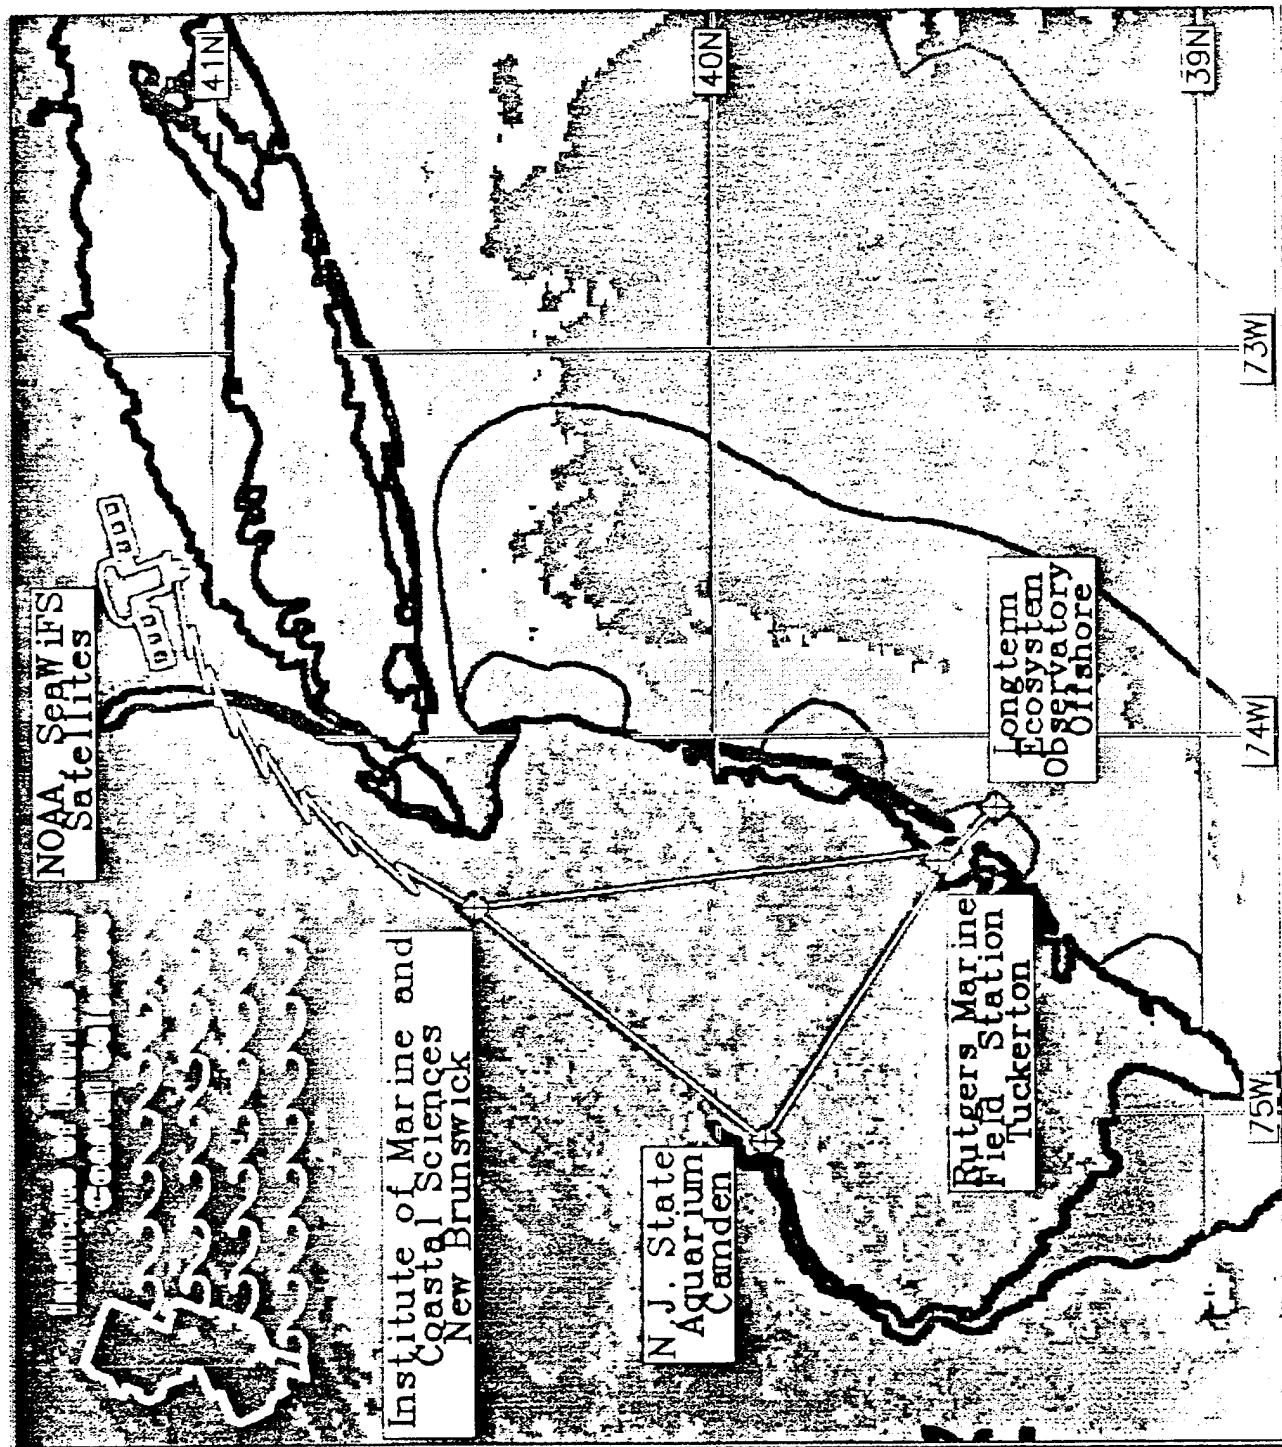 NOAA SeaWiFS
Satellites
Institute of Marine and
Coastal Sciences
New Brunswick
N J. State
Aquarium
Camden
Rutgers Marine
Field Station
Tuckerton
Longtem
Ecosystem
Observatory
Offshore
41N
40N
39N
73W
74W
75W